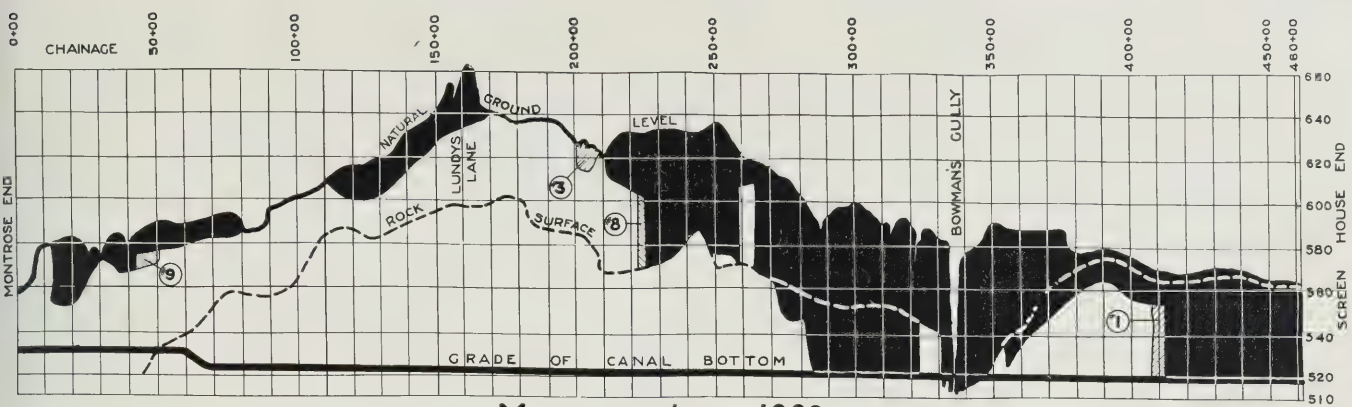 0+00
CHAINAGE
50+00
100+00
150+00
200+00
250+00
300+00
350+00
400+00
450+00
460+00
MONTROSE END
NATURAL GROUND LEVEL
LUNDYS
LANE
ROCK SURFACE
#9
#3
#8
#1
BOWMANS GULLY
GRADE OF CANAL BOTTOM
660
640
620
600
580
560
540
520
510
SCREEN HOUSE END